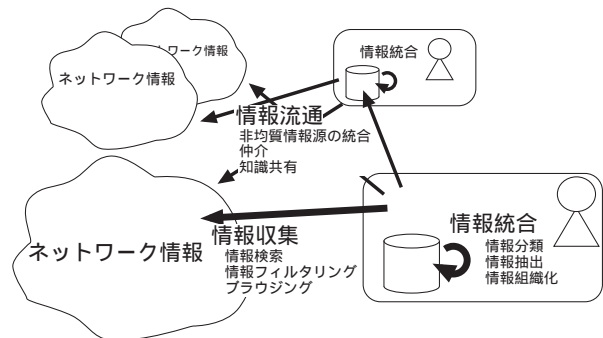 情報統合
ワーク情報
ネットワーク情報
情報流通
非均質情報源の統合
仲介
知識共有
情報統合
情報分類
情報抽出
情報組織化
情報収集
情報検索
情報フィルタリング
ブラウジング
ネットワーク情報